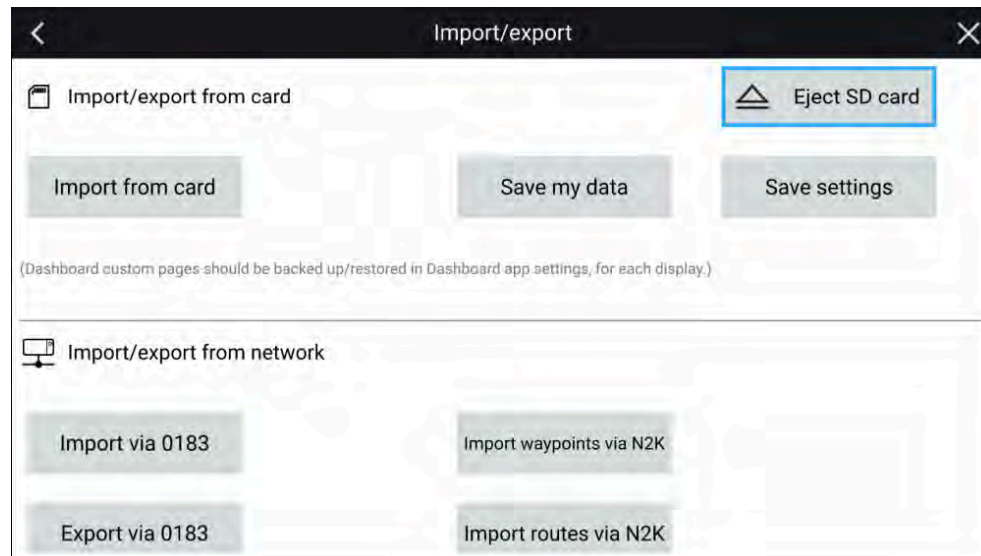 Import/export
Import/export from card
Eject SD card
Import from card
Save my data
Save settings
(Dashboard custom pages should be backed up/restored in Dashboard app settings, for each display.)
Import/export from network
Import via 0183
Import waypoints via N2K
Export via 0183
Import routes via N2K